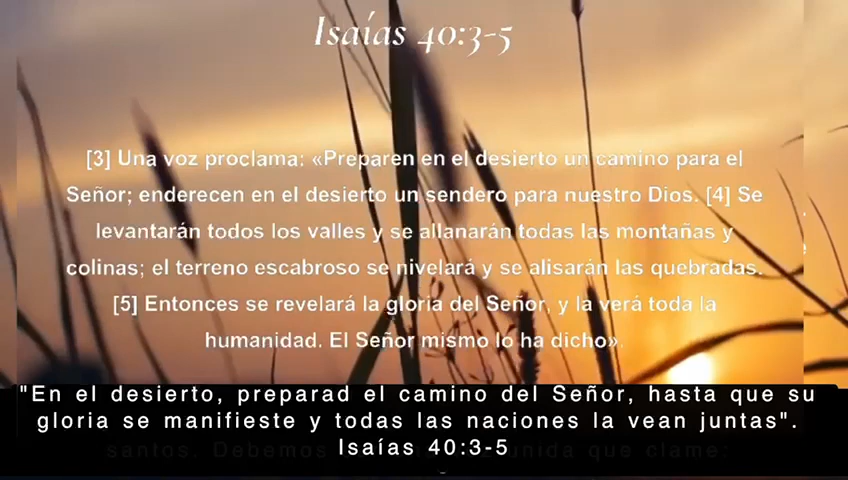 Isaías 40:3-5
[3] Una voz proclama: «Preparen en el desierto un camino para el
Señor; enderecen en el desierto un sendero para nuestro Dios. [4] Se
levantarán todos los valles y se allanarán todas las montañas y
colinas; el terreno escabroso se nivelará y se alisarán las quebradas.
[5] Entonces se revelará la gloria del Señor, y la verá toda la
humanidad. El Señor mismo lo ha dicho».
"En el desierto, preparad el camino del Señor, hasta que su
gloria se manifieste y todas las naciones la vean juntas".
Isaías 40:3-5
santos. Debemos unida que clame: